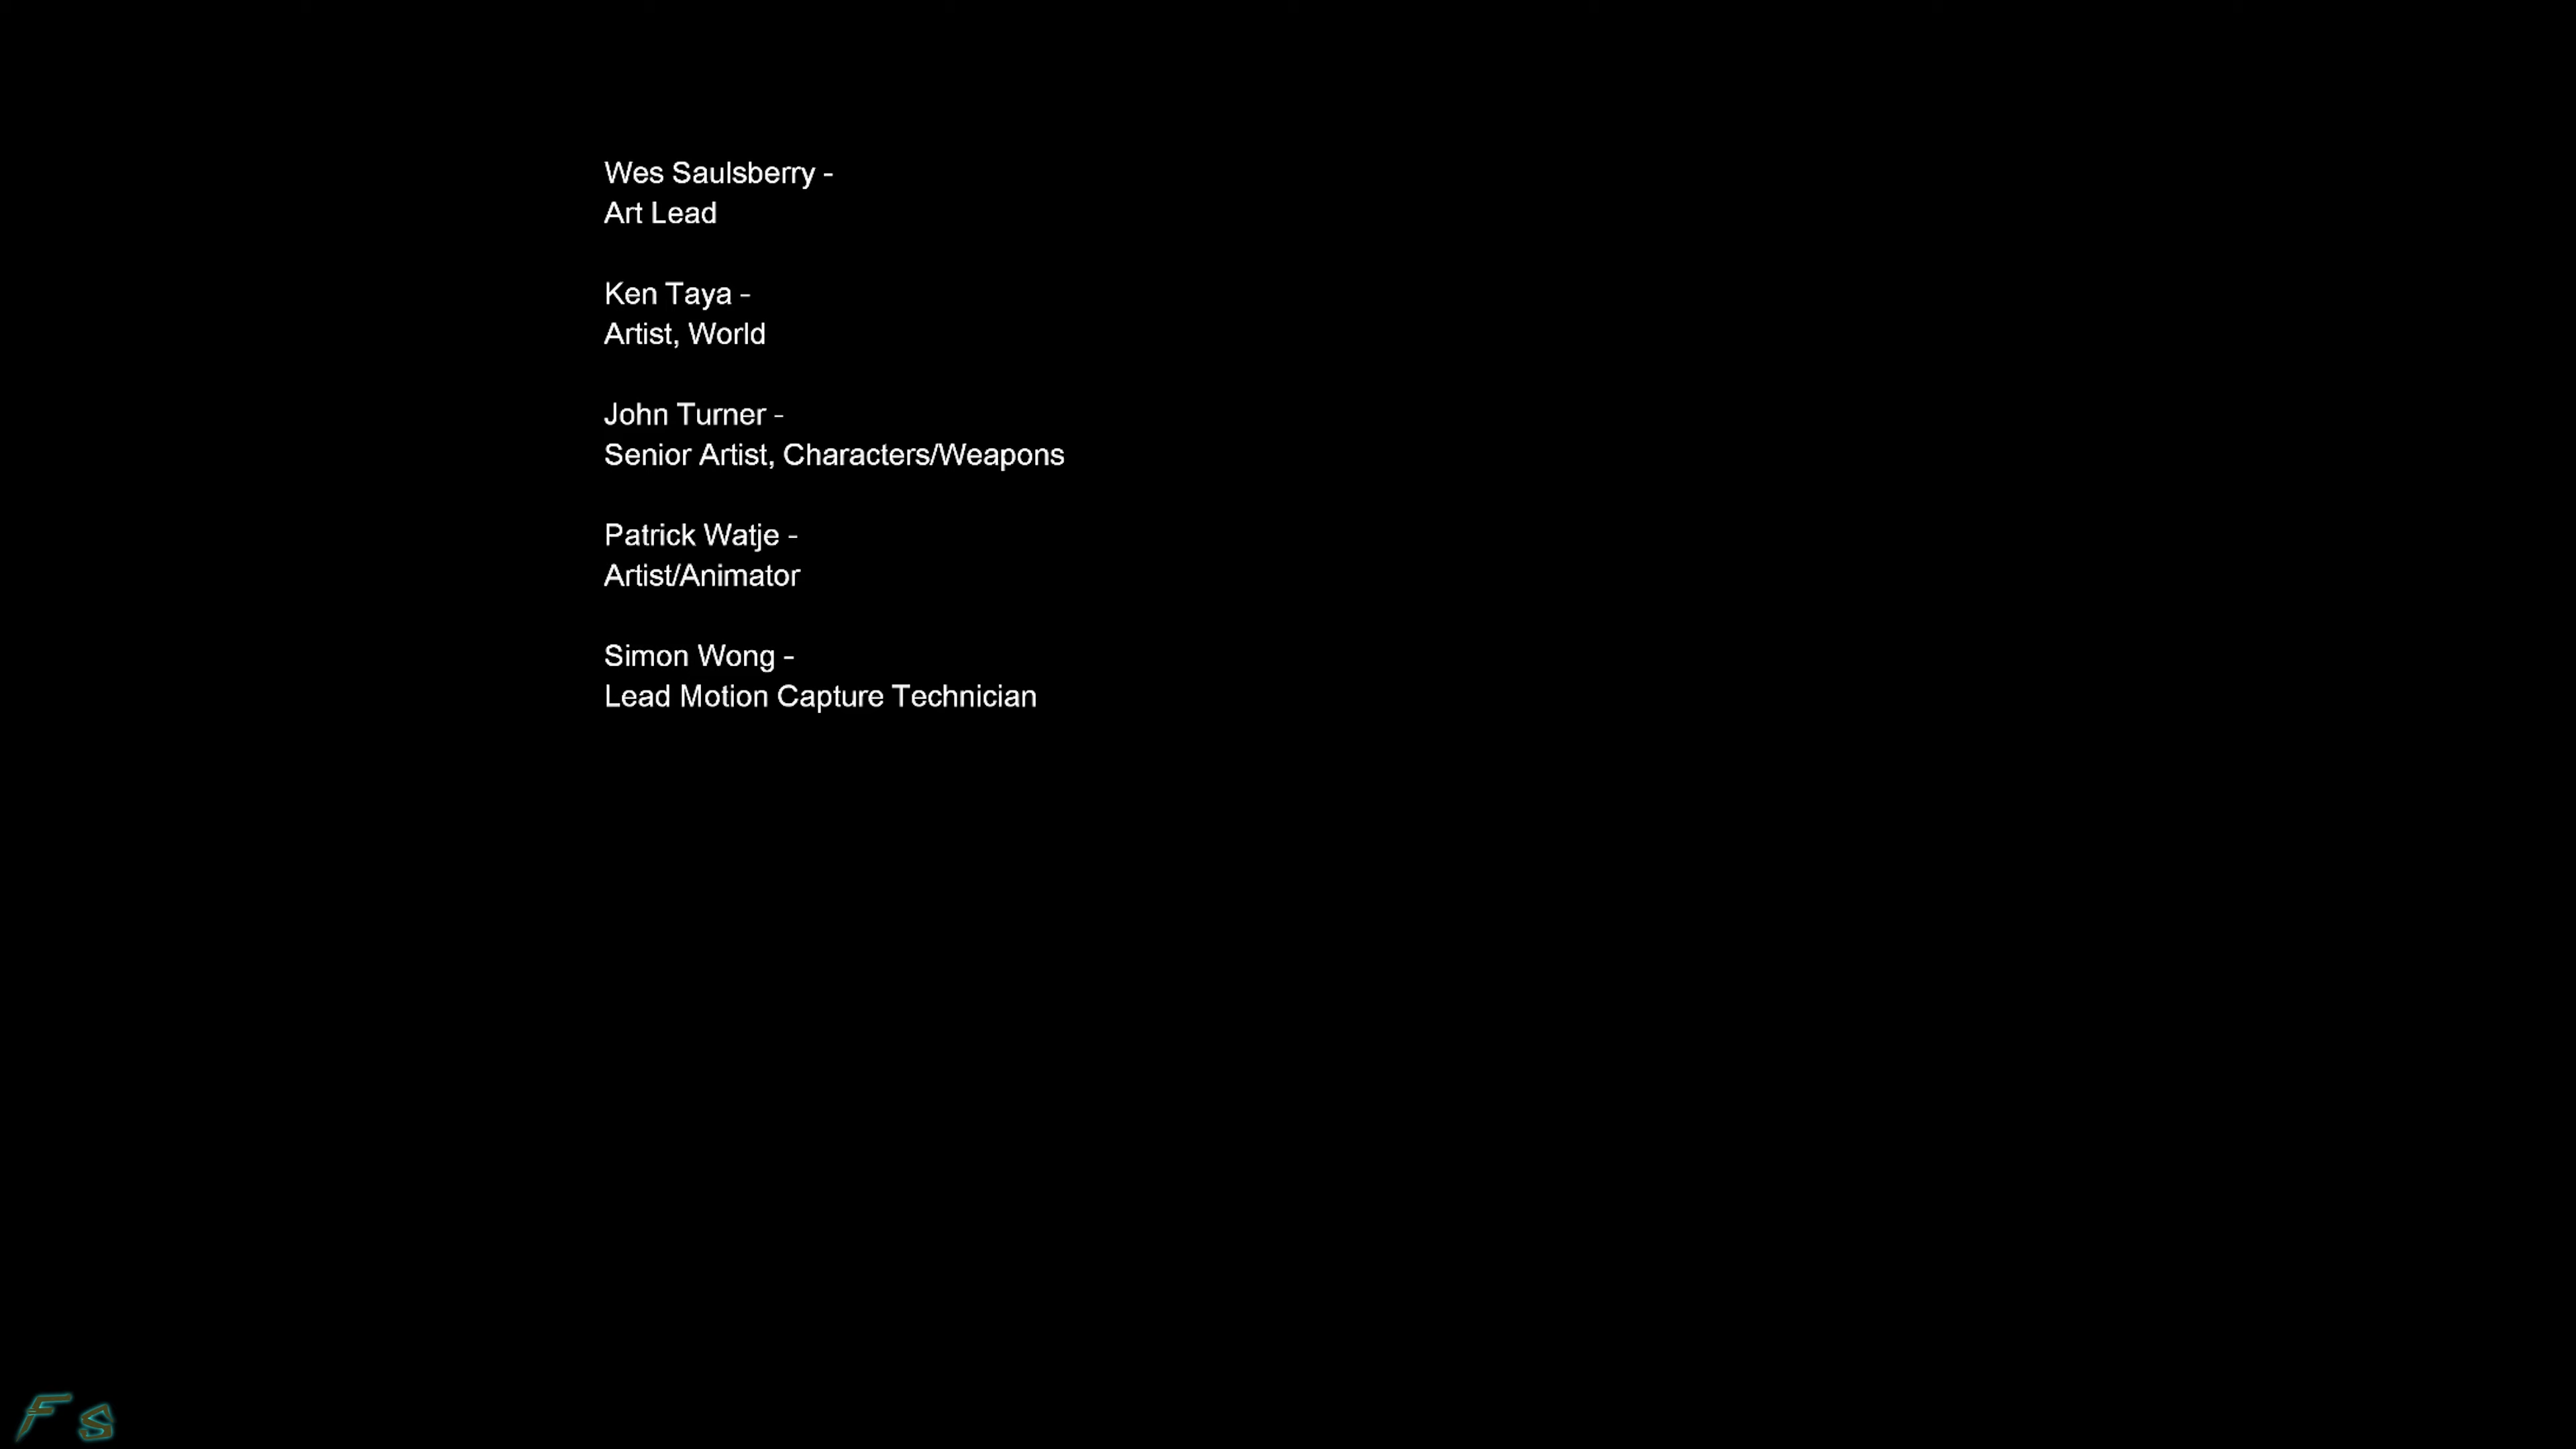 Wes Saulsberry -
Art Lead
Ken Taya -
Artist, World
John Turner -
Senior Artist, Characters/Weapons
Patrick Watje -
Artist/Animator
Simon Wong -
Lead Motion Capture Technician
Fs